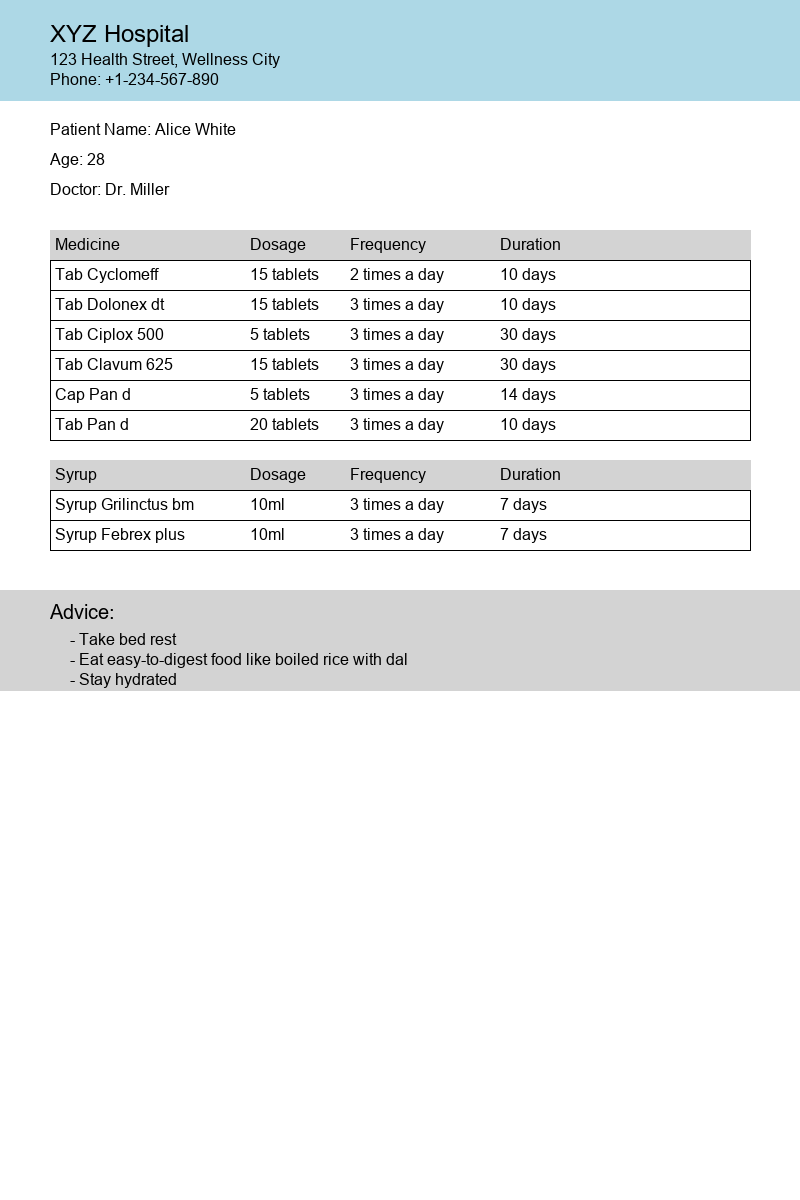 XYZ Hospital
123 Health Street, Wellness City
Phone: +1-234-567-890
Patient Name: Alice White
Age: 28
Doctor: Dr. Miller
Medicine Dosage Frequency Duration
Tab Cyclomeff 15 tablets 2 times a day 10 days
Tab Dolonex dt 15 tablets 3 times a day 10 days
Tab Ciplox 500 5 tablets 3 times a day 30 days
Tab Clavum 625 15 tablets 3 times a day 30 days
Cap Pan d 5 tablets 3 times a day 14 days
Tab Pan d 20 tablets 3 times a day 10 days
Syrup Dosage Frequency Duration
Syrup Grilinctus bm 10ml 3 times a day 7 days
Syrup Febrex plus 10ml 3 times a day 7 days
Advice:
- Take bed rest
- Eat easy-to-digest food like boiled rice with dal
- Stay hydrated